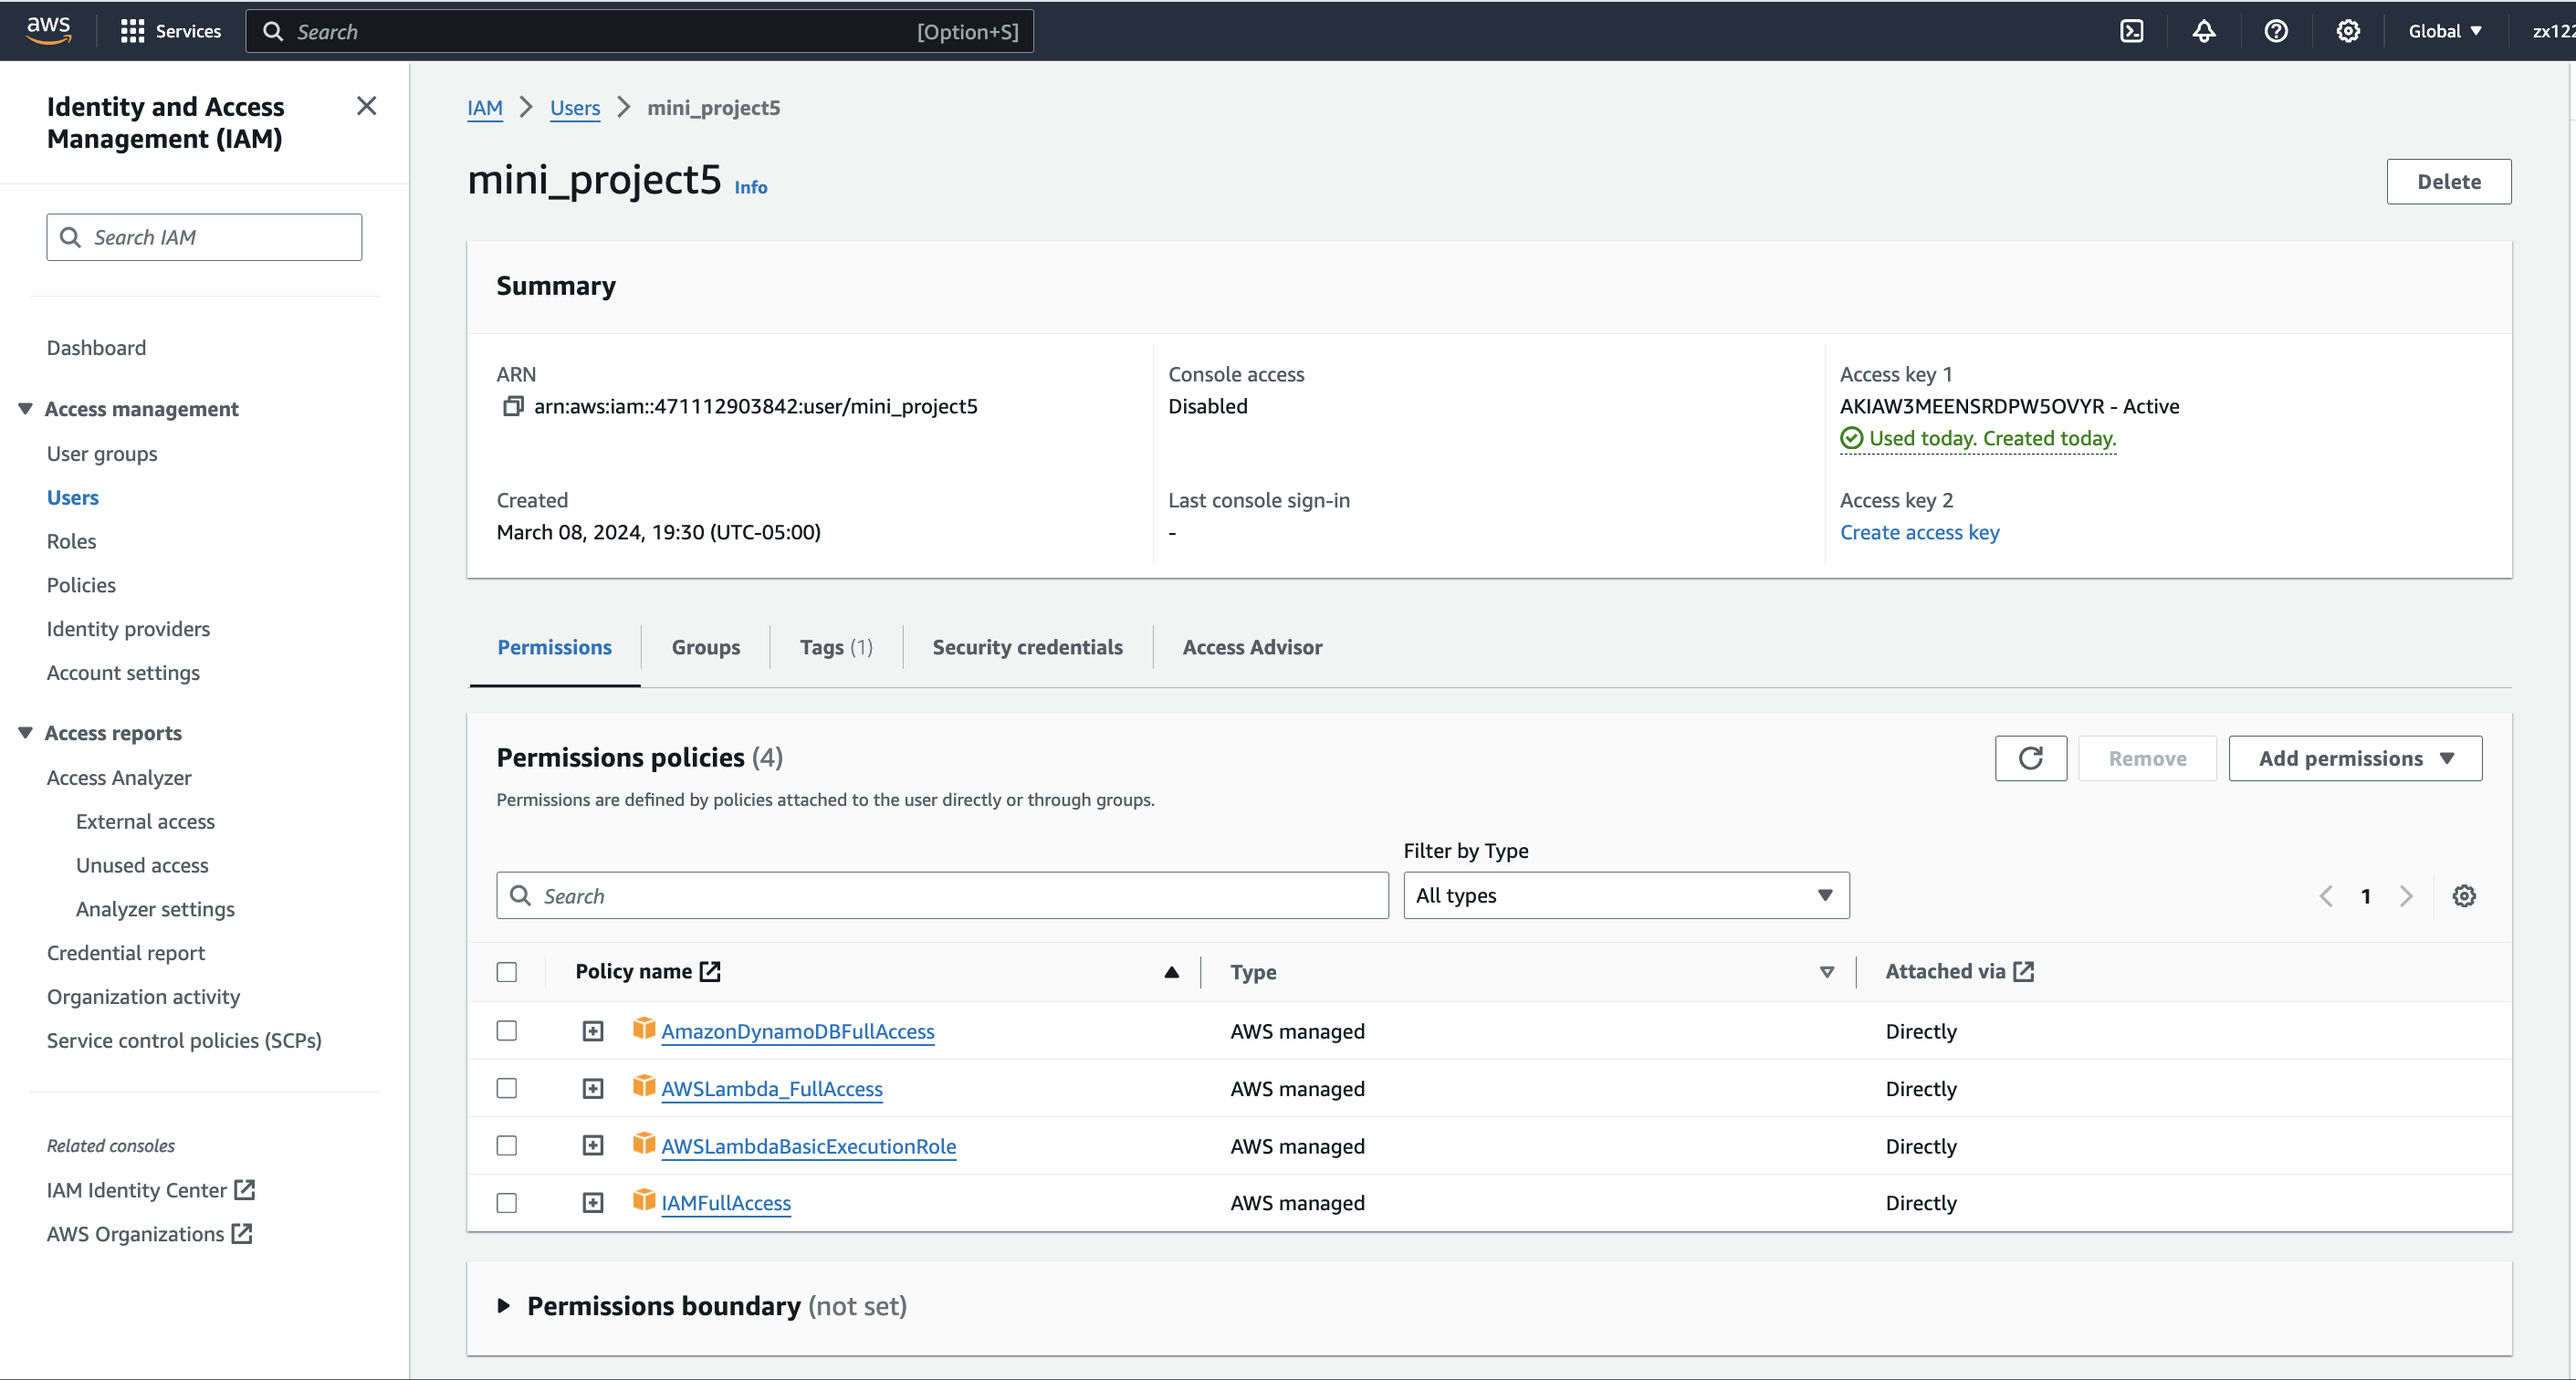 aws Services Search [Option+S] Global zx122
Identity and Access
Management (IAM)
Search IAM
Dashboard
Access management
User groups
Users
Roles
Policies
Identity providers
Account settings
Access reports
Access Analyzer
External access
Unused access
Analyzer settings
Credential report
Organization activity
Service control policies (SCPs)
Related consoles
IAM Identity Center
AWS Organizations
IAM > Users > mini_project5
mini_project5 Info
Delete
Summary
ARN
arn:aws:iam::471112903842:user/mini_project5
Console access
Disabled
Access key 1
AKIAW3MEENSRDPW5OVYR - Active
Used today. Created today.
Created
March 08, 2024, 19:30 (UTC-05:00)
Last console sign-in
-
Access key 2
Create access key
Permissions Groups Tags (1) Security credentials Access Advisor
Permissions policies (4)
Permissions are defined by policies attached to the user directly or through groups.
Remove
Add permissions
Filter by Type
Search
All types
1
Policy name Type Attached via
AmazonDynamoDBFullAccess AWS managed Directly
AWSLambda_FullAccess AWS managed Directly
AWSLambdaBasicExecutionRole AWS managed Directly
IAMFullAccess AWS managed Directly
Permissions boundary (not set)